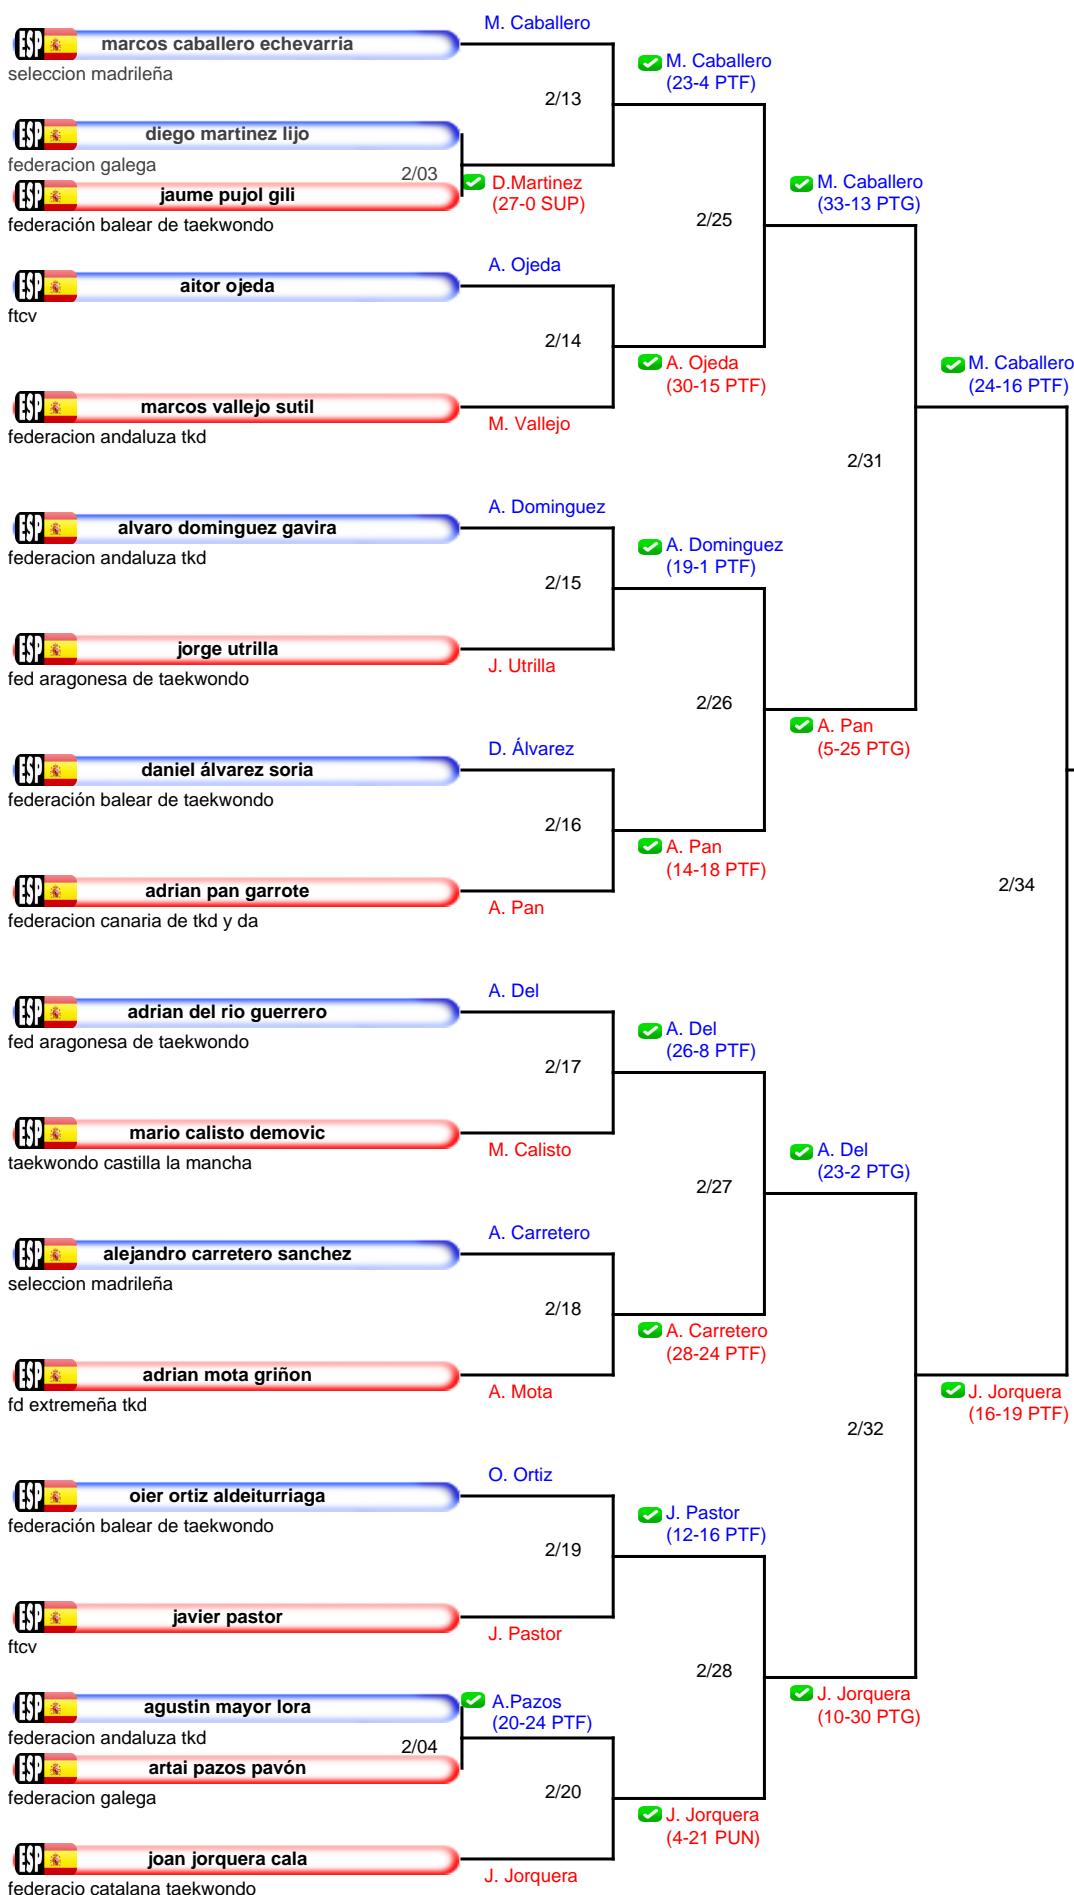 M. Caballero
ESP marcos caballero echevarria
seleccion madrileña
M. Caballero
(23-4 PTF)
2/13
ESP diego martinez lijo
federacion galega
2/03
D.Martinez
(27-0 SUP)
ESP jaume pujol gili
federación balear de taekwondo
M. Caballero
(33-13 PTG)
2/25
A. Ojeda
ESP aitor ojeda
ftcv
2/14
A. Ojeda
(30-15 PTF)
M. Caballero
(24-16 PTF)
ESP marcos vallejo sutil
federacion andaluza tkd
M. Vallejo
2/31
A. Dominguez
ESP alvaro dominguez gavira
federacion andaluza tkd
A. Dominguez
(19-1 PTF)
2/15
ESP jorge utrilla
fed aragonesa de taekwondo
J. Utrilla
2/26
A. Pan
(5-25 PTG)
D. Álvarez
ESP daniel álvarez soria
federación balear de taekwondo
2/16
A. Pan
(14-18 PTF)
ESP adrian pan garrote
federacion canaria de tkd y da
A. Pan
2/34
A. Del
ESP adrian del rio guerrero
fed aragonesa de taekwondo
A. Del
(26-8 PTF)
2/17
ESP mario calisto demovic
taekwondo castilla la mancha
M. Calisto
A. Del
(23-2 PTG)
2/27
A. Carretero
ESP alejandro carretero sanchez
seleccion madrileña
2/18
A. Carretero
(28-24 PTF)
ESP adrian mota griñon
fd extremeña tkd
A. Mota
J. Jorquera
(16-19 PTF)
2/32
O. Ortiz
ESP oier ortiz aldeiturriaga
federación balear de taekwondo
J. Pastor
(12-16 PTF)
2/19
ESP javier pastor
ftcv
J. Pastor
2/28
J. Jorquera
(10-30 PTG)
ESP agustin mayor lora
federacion andaluza tkd
A.Pazos
(20-24 PTF)
2/04
ESP artai pazos pavón
federacion galega
2/20
J. Jorquera
(4-21 PUN)
ESP joan jorquera cala
federacio catalana taekwondo
J. Jorquera